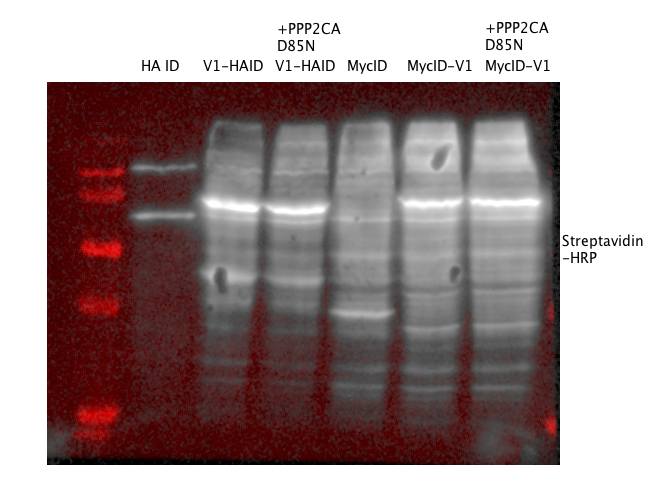 +PPP2CA
D85N
+PPP2CA
D85N
HA ID
V1-HAID
V1-HAID
MycID
MycID-V1
MycID-V1
Streptavidin
-HRP